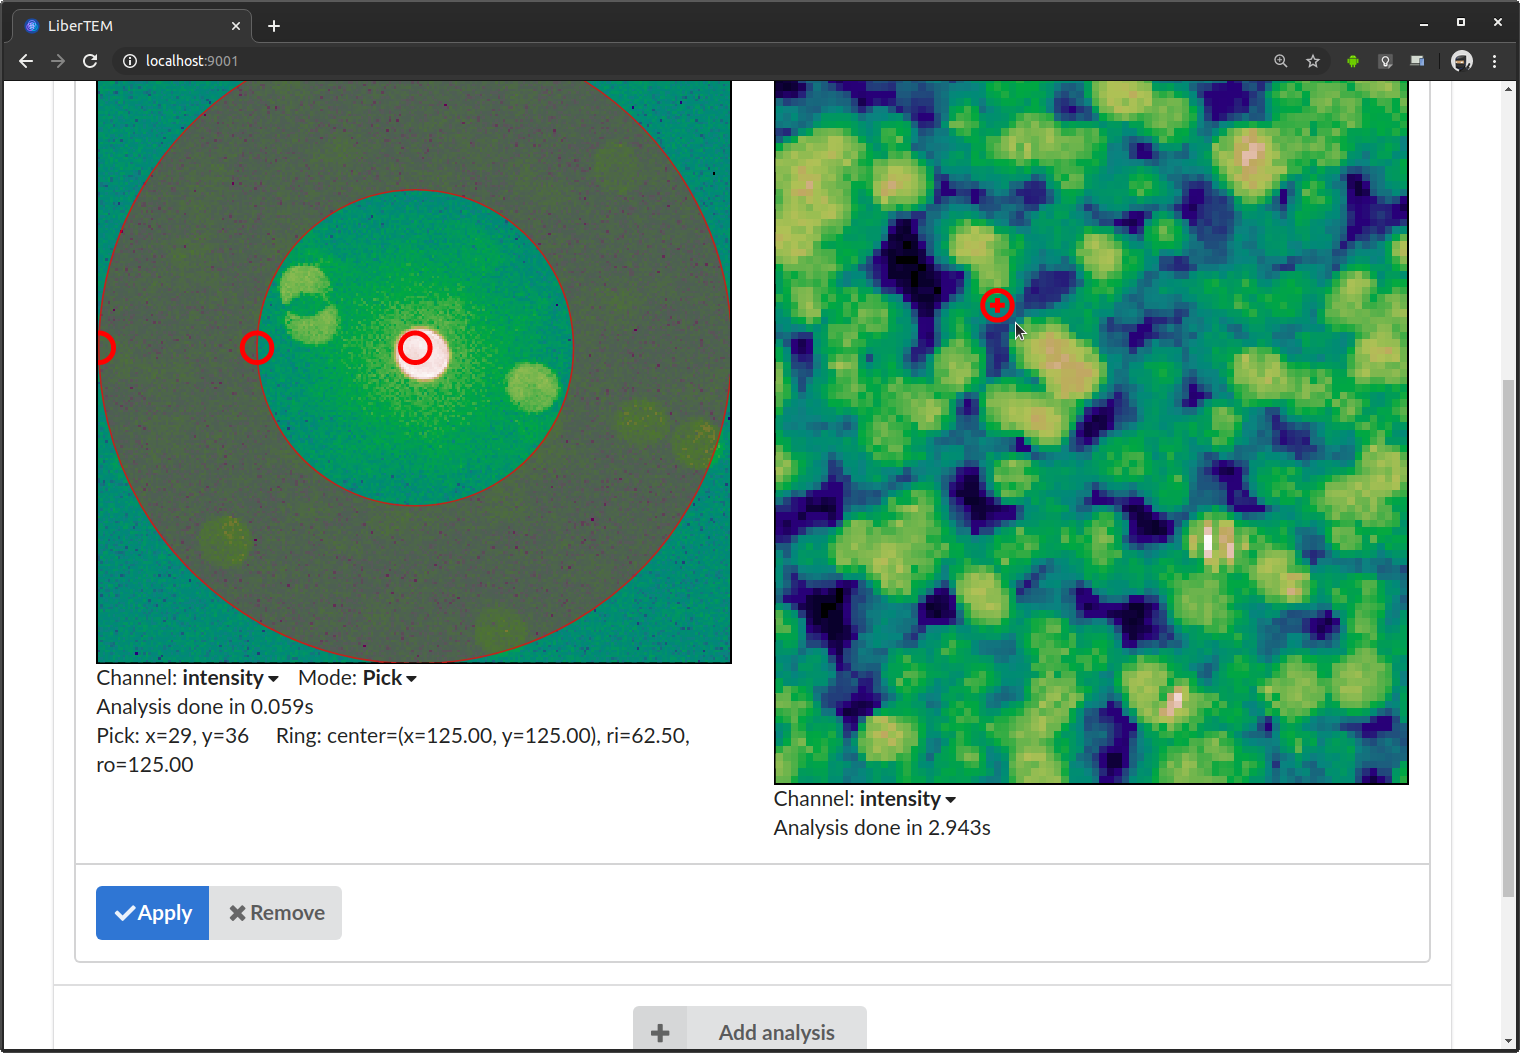 LiberTEM
localhost:9001
Channel: intensity Mode: Pick
Analysis done in 0.059s
Pick: x=29, y=36 Ring: center=(x=125.00, y=125.00), ri=62.50,
ro=125.00
Channel: intensity
Analysis done in 2.943s
Apply Remove
Add analysis